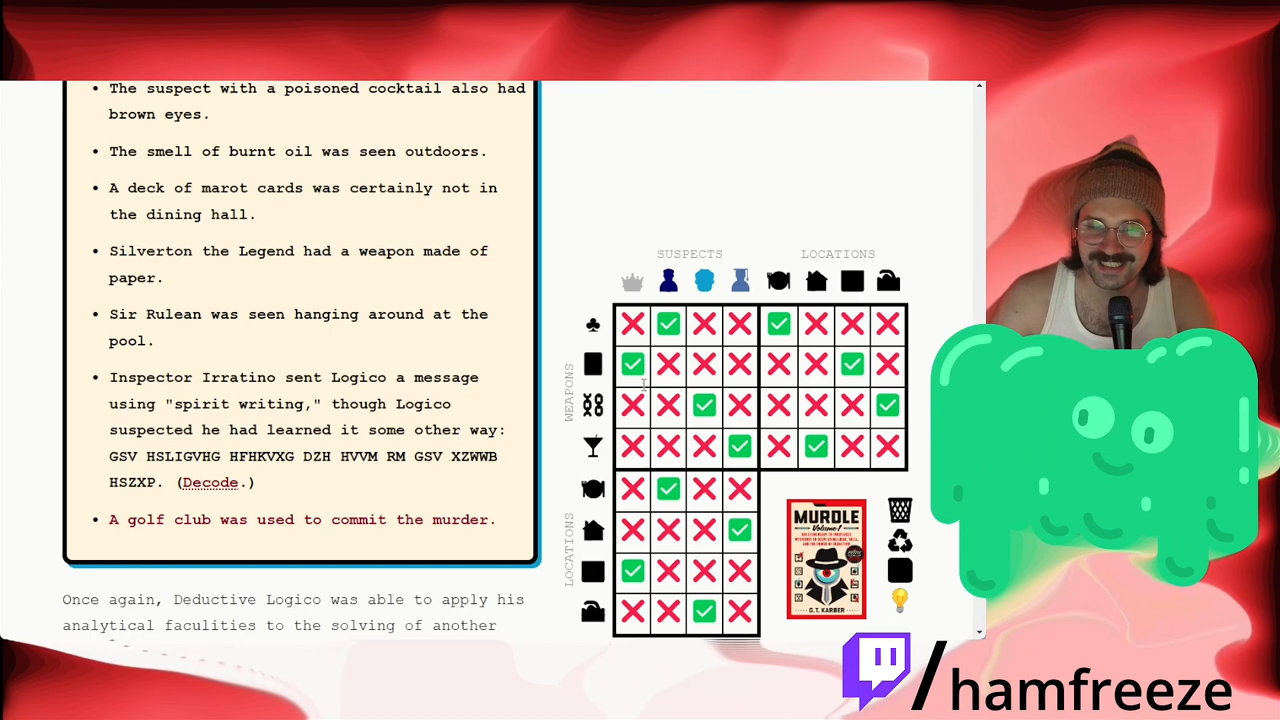 • The suspect with a poisoned cocktail also had
brown eyes.
• The smell of burnt oil was seen outdoors.
• A deck of marot cards was certainly not in
the dining hall.
• Silverton the Legend had a weapon made of
paper.
• Sir Rulean was seen hanging around at the
pool.
• Inspector Irratino sent Logico a message
using "spirit writing," though Logico
suspected he had learned it some other way:
GSV HSLIGVHG HFHKVXG DZH HVVM RM GSV XZWWB
HSZXP. (Decode.)
• A golf club was used to commit the murder.
Once again, Deductive Logico was able to apply his
analytical faculities to the solving of another
SUSPECTS
LOCATIONS
WEAPONS
LOCATIONS
MURDLE
Volume 1
G.T. KARBER
/hamfreeze